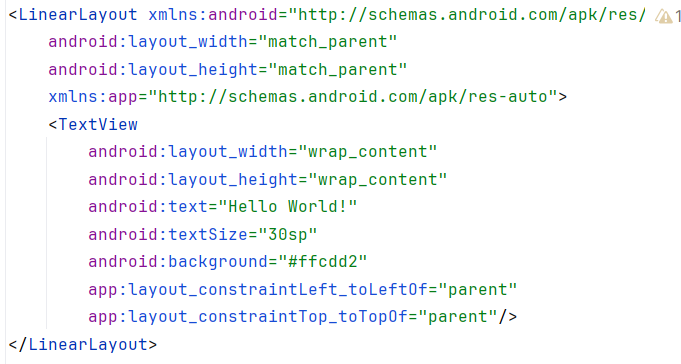 <LinearLayout xmlns:android="http://schemas.android.com/apk/res/ 1
android:layout_width="match_parent"
android:layout_height="match_parent"
xmlns:app="http://schemas.android.com/apk/res-auto">
<TextView
android:layout_width="wrap_content"
android:layout_height="wrap_content"
android:text="Hello World!"
android:textSize="30sp"
android:background="#ffcdd2"
app:layout_constraintLeft_toLeftOf="parent"
app:layout_constraintTop_toTopOf="parent"/>
</LinearLayout>